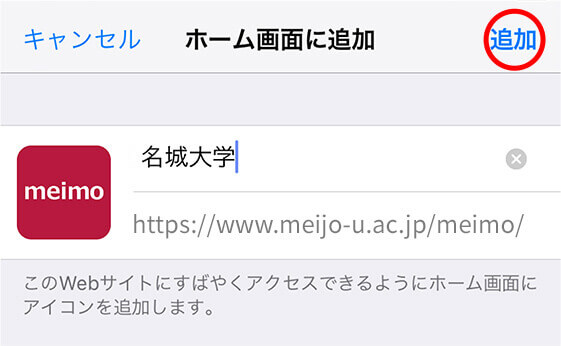 キャンセル ホーム画面に追加 追加
名城大学
meimo
https://www.meijo-u.ac.jp/meimo/
このWebサイトにすばやくアクセスできるようにホーム画面に
アイコンを追加します。